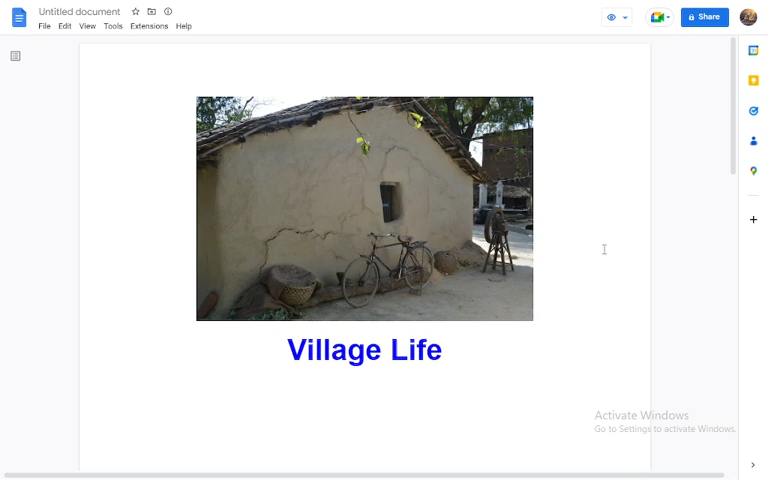 Untitled document
File Edit View Tools Extensions Help
Share
Village Life
Activate Windows
Go to Settings to activate Windows.